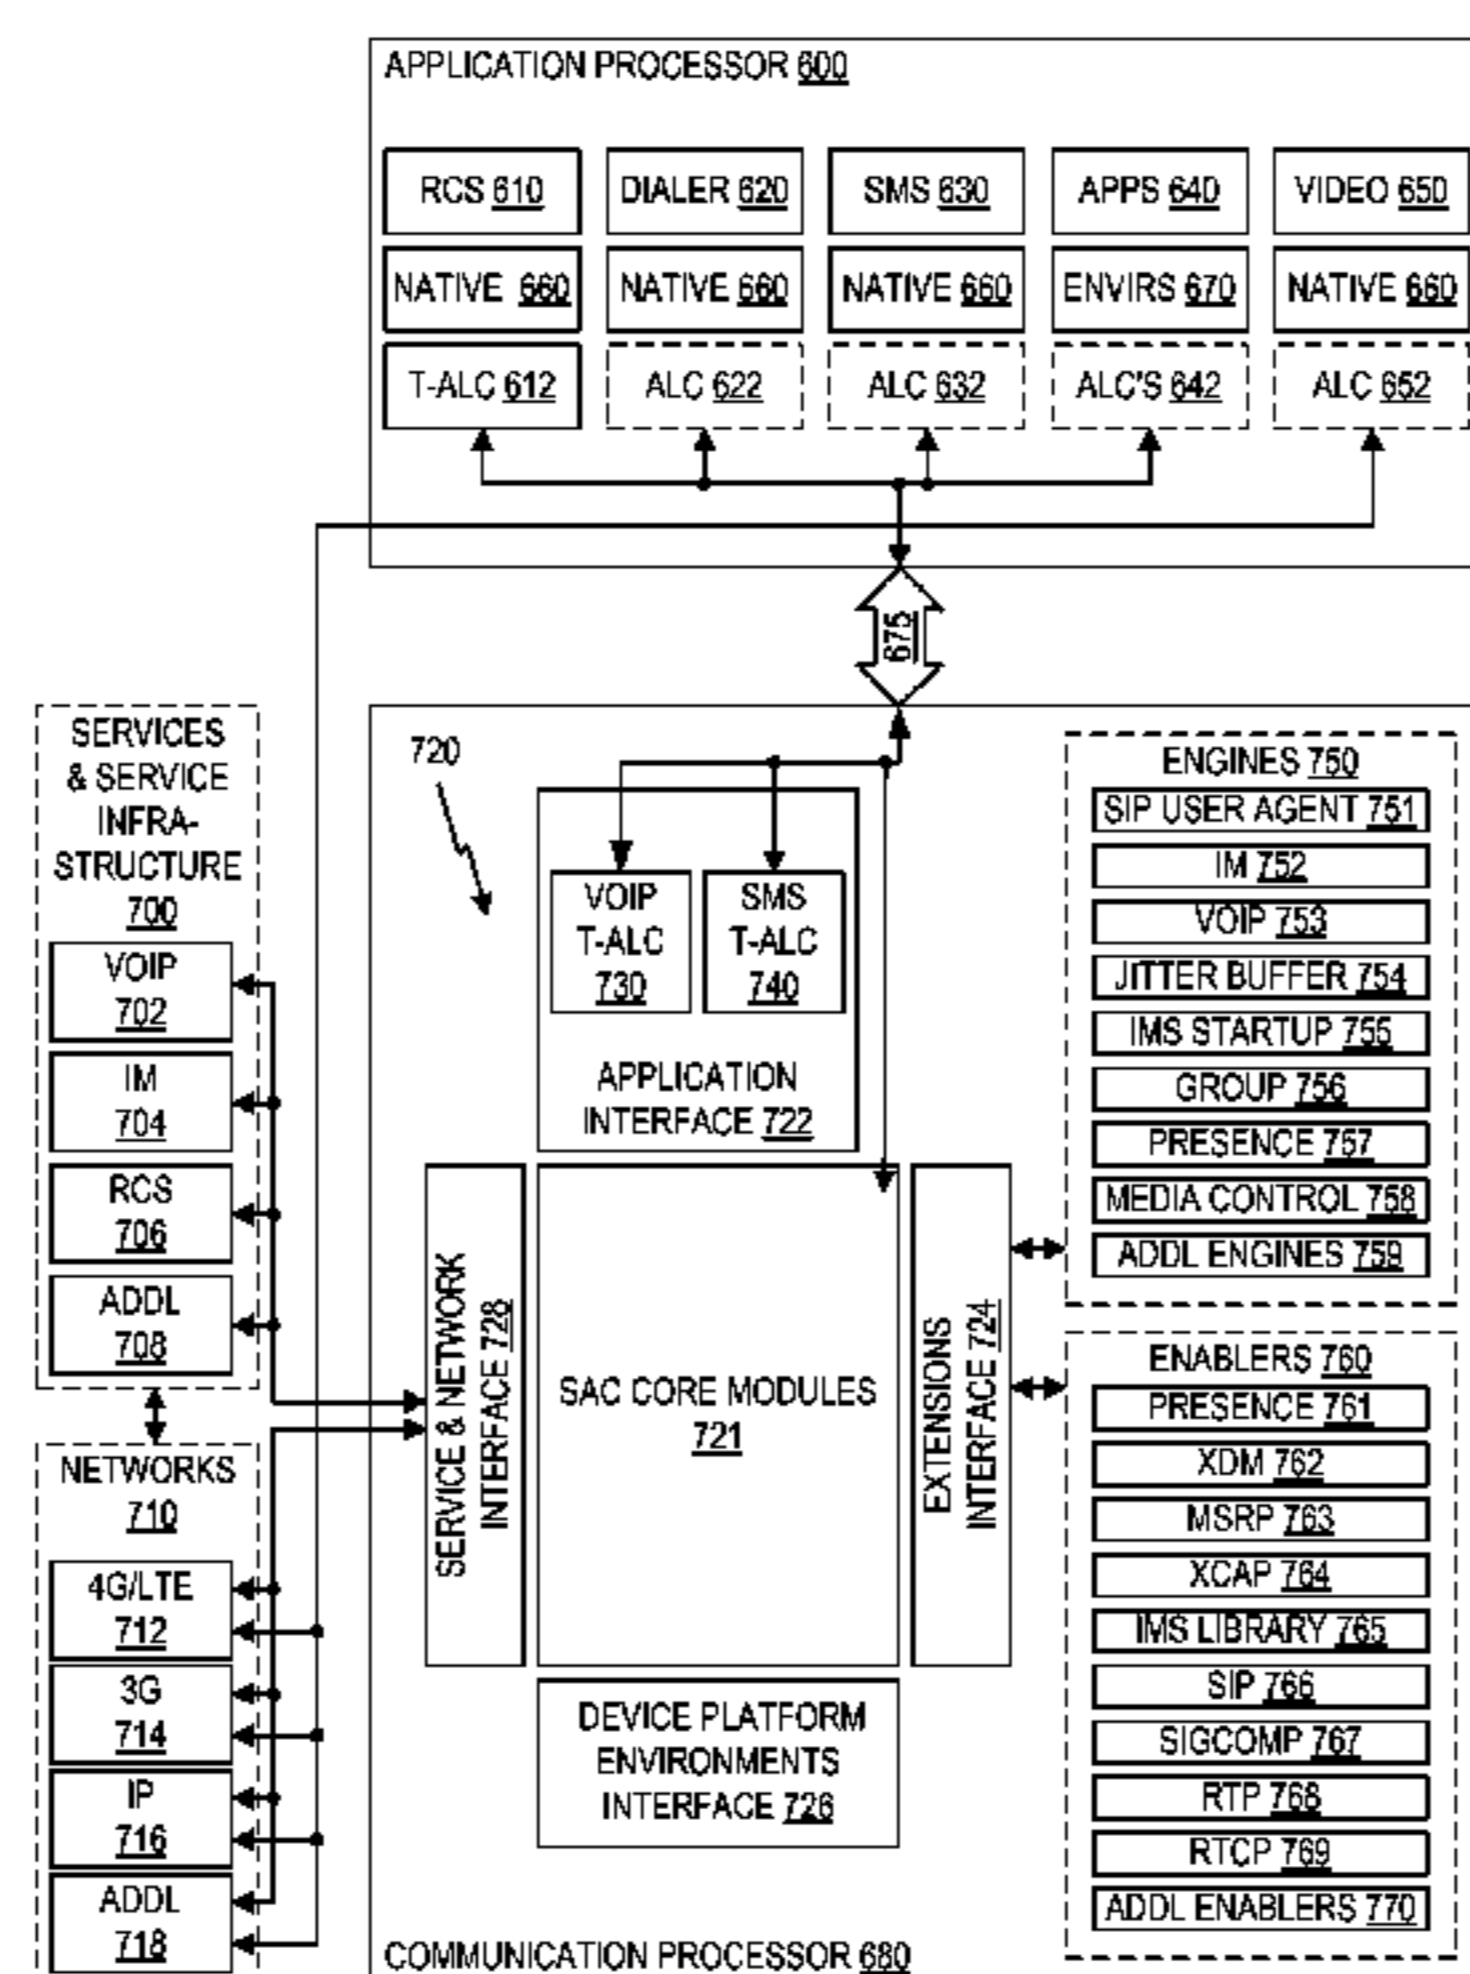 APPLICATION PROCESSOR 600
RCS 610
DIALER 620
SMS 630
APPS 640
VIDEO 650
NATIVE 660
NATIVE 660
NATIVE 660
ENVIRS 670
NATIVE 660
T-ALC 612
ALC 622
ALC 632
ALC'S 642
ALC 652
675
SERVICES
& SERVICE
INFRA-
STRUCTURE
700
VOIP
702
IM
704
RCS
706
ADDL
708
NETWORKS
710
4G/LTE
712
3G
714
IP
716
ADDL
718
720
VOIP
T-ALC
730
SMS
T-ALC
740
APPLICATION
INTERFACE 722
SERVICE & NETWORK
INTERFACE 728
SAC CORE MODULES
721
EXTENSIONS
INTERFACE 724
DEVICE PLATFORM
ENVIRONMENTS
INTERFACE 726
ENGINES 750
SIP USER AGENT 751
IM 752
VOIP 753
JITTER BUFFER 754
IMS STARTUP 755
GROUP 756
PRESENCE 757
MEDIA CONTROL 758
ADDL ENGINES 759
ENABLERS 760
PRESENCE 761
XDM 762
MSRP 763
XCAP 764
IMS LIBRARY 765
SIP 766
SIGCOMP 767
RTP 768
RTCP 769
ADDL ENABLERS 770
COMMUNICATION PROCESSOR 680